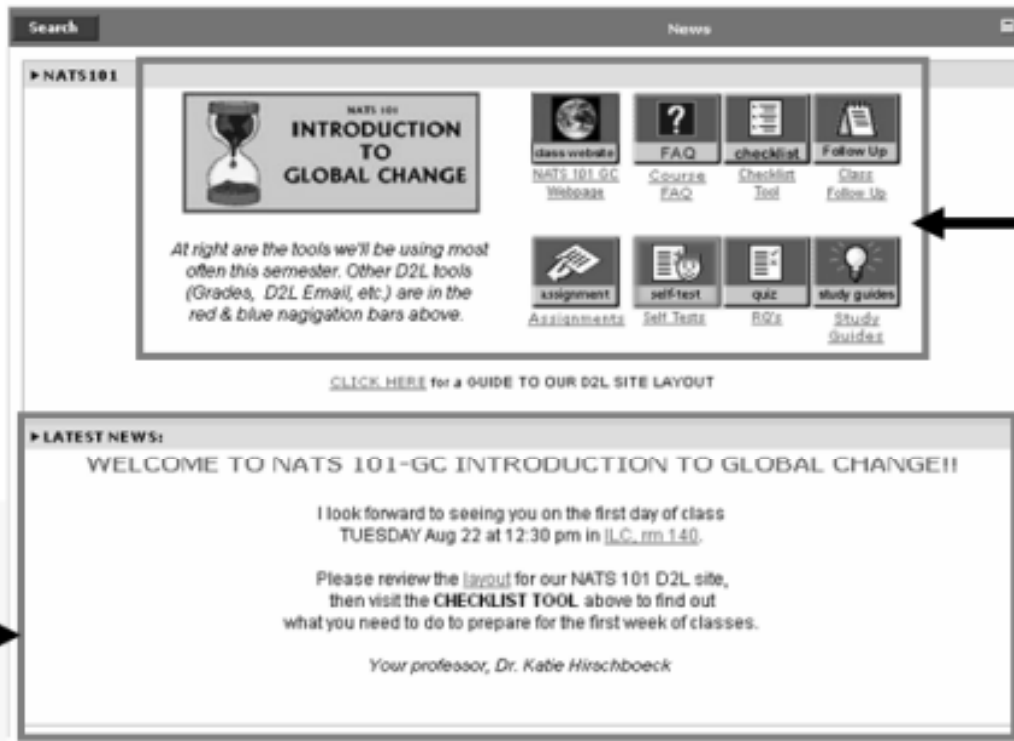 Search
News
NATS101
NATS 101
INTRODUCTION
TO
GLOBAL CHANGE
class website
FAQ
checklist
Follow Up
NATS 101 GC
Webpage
Course
FAQ
Checklist
Tool
Class
Follow Up
At right are the tools we'll be using most
often this semester. Other D2L tools
(Grades, D2L Email, etc.) are in the
red & blue nagigation bars above.
assignment
self-test
quiz
study guides
Assignments
Self Tests
RQ's
Study
Guides
CLICK HERE for a GUIDE TO OUR D2L SITE LAYOUT
LATEST NEWS:
WELCOME TO NATS 101-GC INTRODUCTION TO GLOBAL CHANGE!!
I look forward to seeing you on the first day of class
TUESDAY Aug 22 at 12:30 pm in ILC, rm 140.
Please review the layout for our NATS 101 D2L site,
then visit the CHECKLIST TOOL above to find out
what you need to do to prepare for the first week of classes.
Your professor, Dr. Katie Hirschboeck